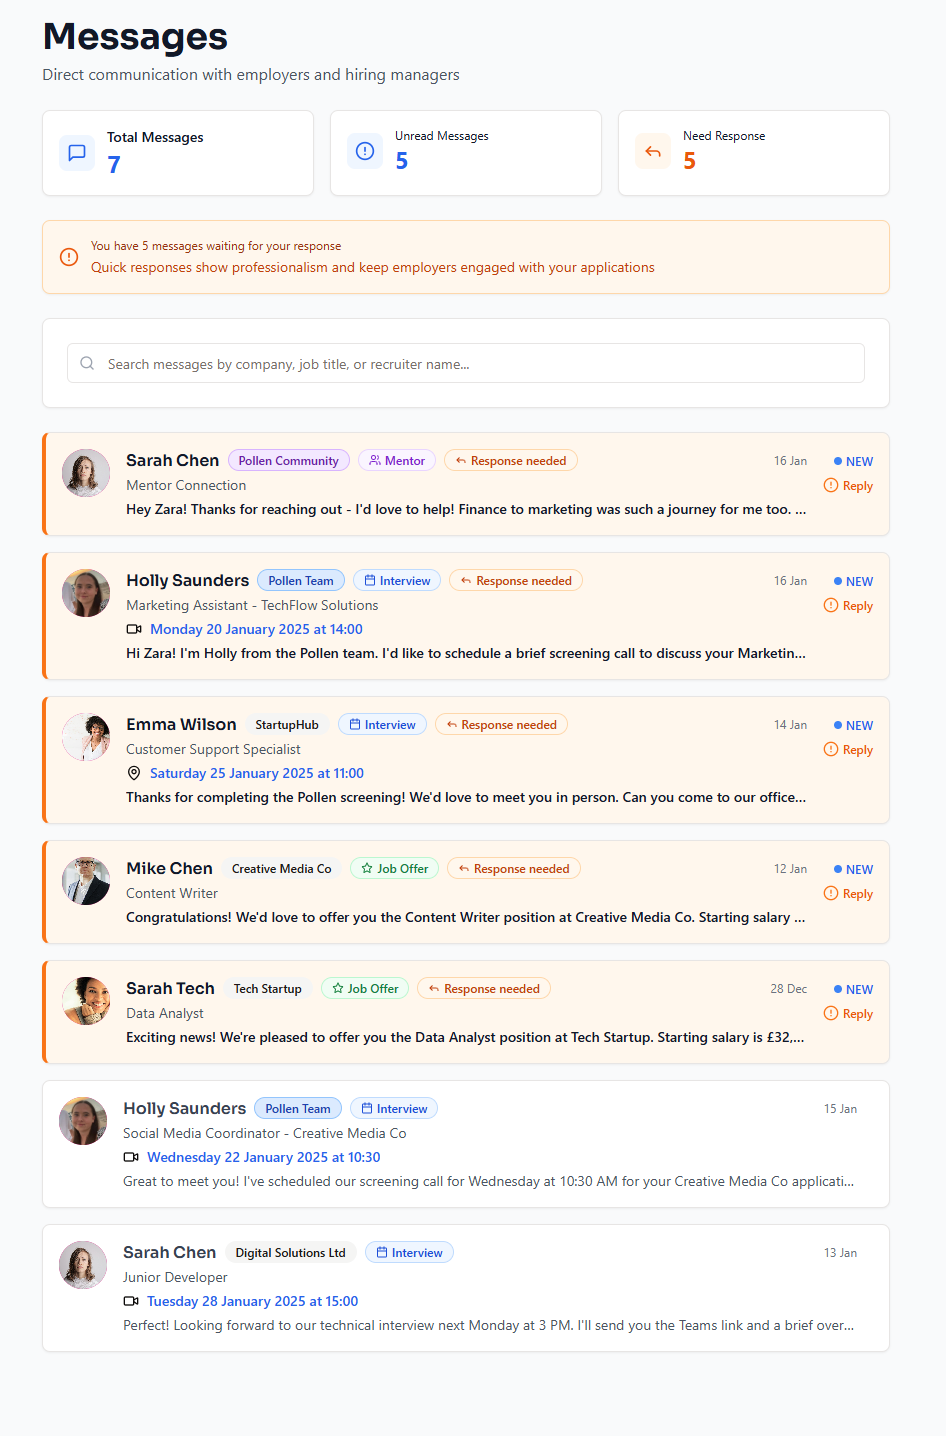 Messages
Direct communication with employers and hiring managers
Total Messages
7
Unread Messages
5
Need Response
5
You have 5 messages waiting for your response
Quick responses show professionalism and keep employers engaged with your applications
Search messages by company, job title, or recruiter name...
Sarah Chen Pollen Community Mentor Response needed 16 Jan NEW
Mentor Connection Reply
Hey Zara! Thanks for reaching out - I'd love to help! Finance to marketing was such a journey for me too. ...
Holly Saunders Pollen Team Interview Response needed 16 Jan NEW
Marketing Assistant - TechFlow Solutions Reply
Monday 20 January 2025 at 14:00
Hi Zara! I'm Holly from the Pollen team. I'd like to schedule a brief screening call to discuss your Marketin...
Emma Wilson StartupHub Interview Response needed 14 Jan NEW
Customer Support Specialist Reply
Saturday 25 January 2025 at 11:00
Thanks for completing the Pollen screening! We'd love to meet you in person. Can you come to our office...
Mike Chen Creative Media Co Job Offer Response needed 12 Jan NEW
Content Writer Reply
Congratulations! We'd love to offer you the Content Writer position at Creative Media Co. Starting salary ...
Sarah Tech Tech Startup Job Offer Response needed 28 Dec NEW
Data Analyst Reply
Exciting news! We're pleased to offer you the Data Analyst position at Tech Startup. Starting salary is £32,...
Holly Saunders Pollen Team Interview 15 Jan
Social Media Coordinator - Creative Media Co
Wednesday 22 January 2025 at 10:30
Great to meet you! I've scheduled our screening call for Wednesday at 10:30 AM for your Creative Media Co applicati...
Sarah Chen Digital Solutions Ltd Interview 13 Jan
Junior Developer
Tuesday 28 January 2025 at 15:00
Perfect! Looking forward to our technical interview next Monday at 3 PM. I'll send you the Teams link and a brief over...